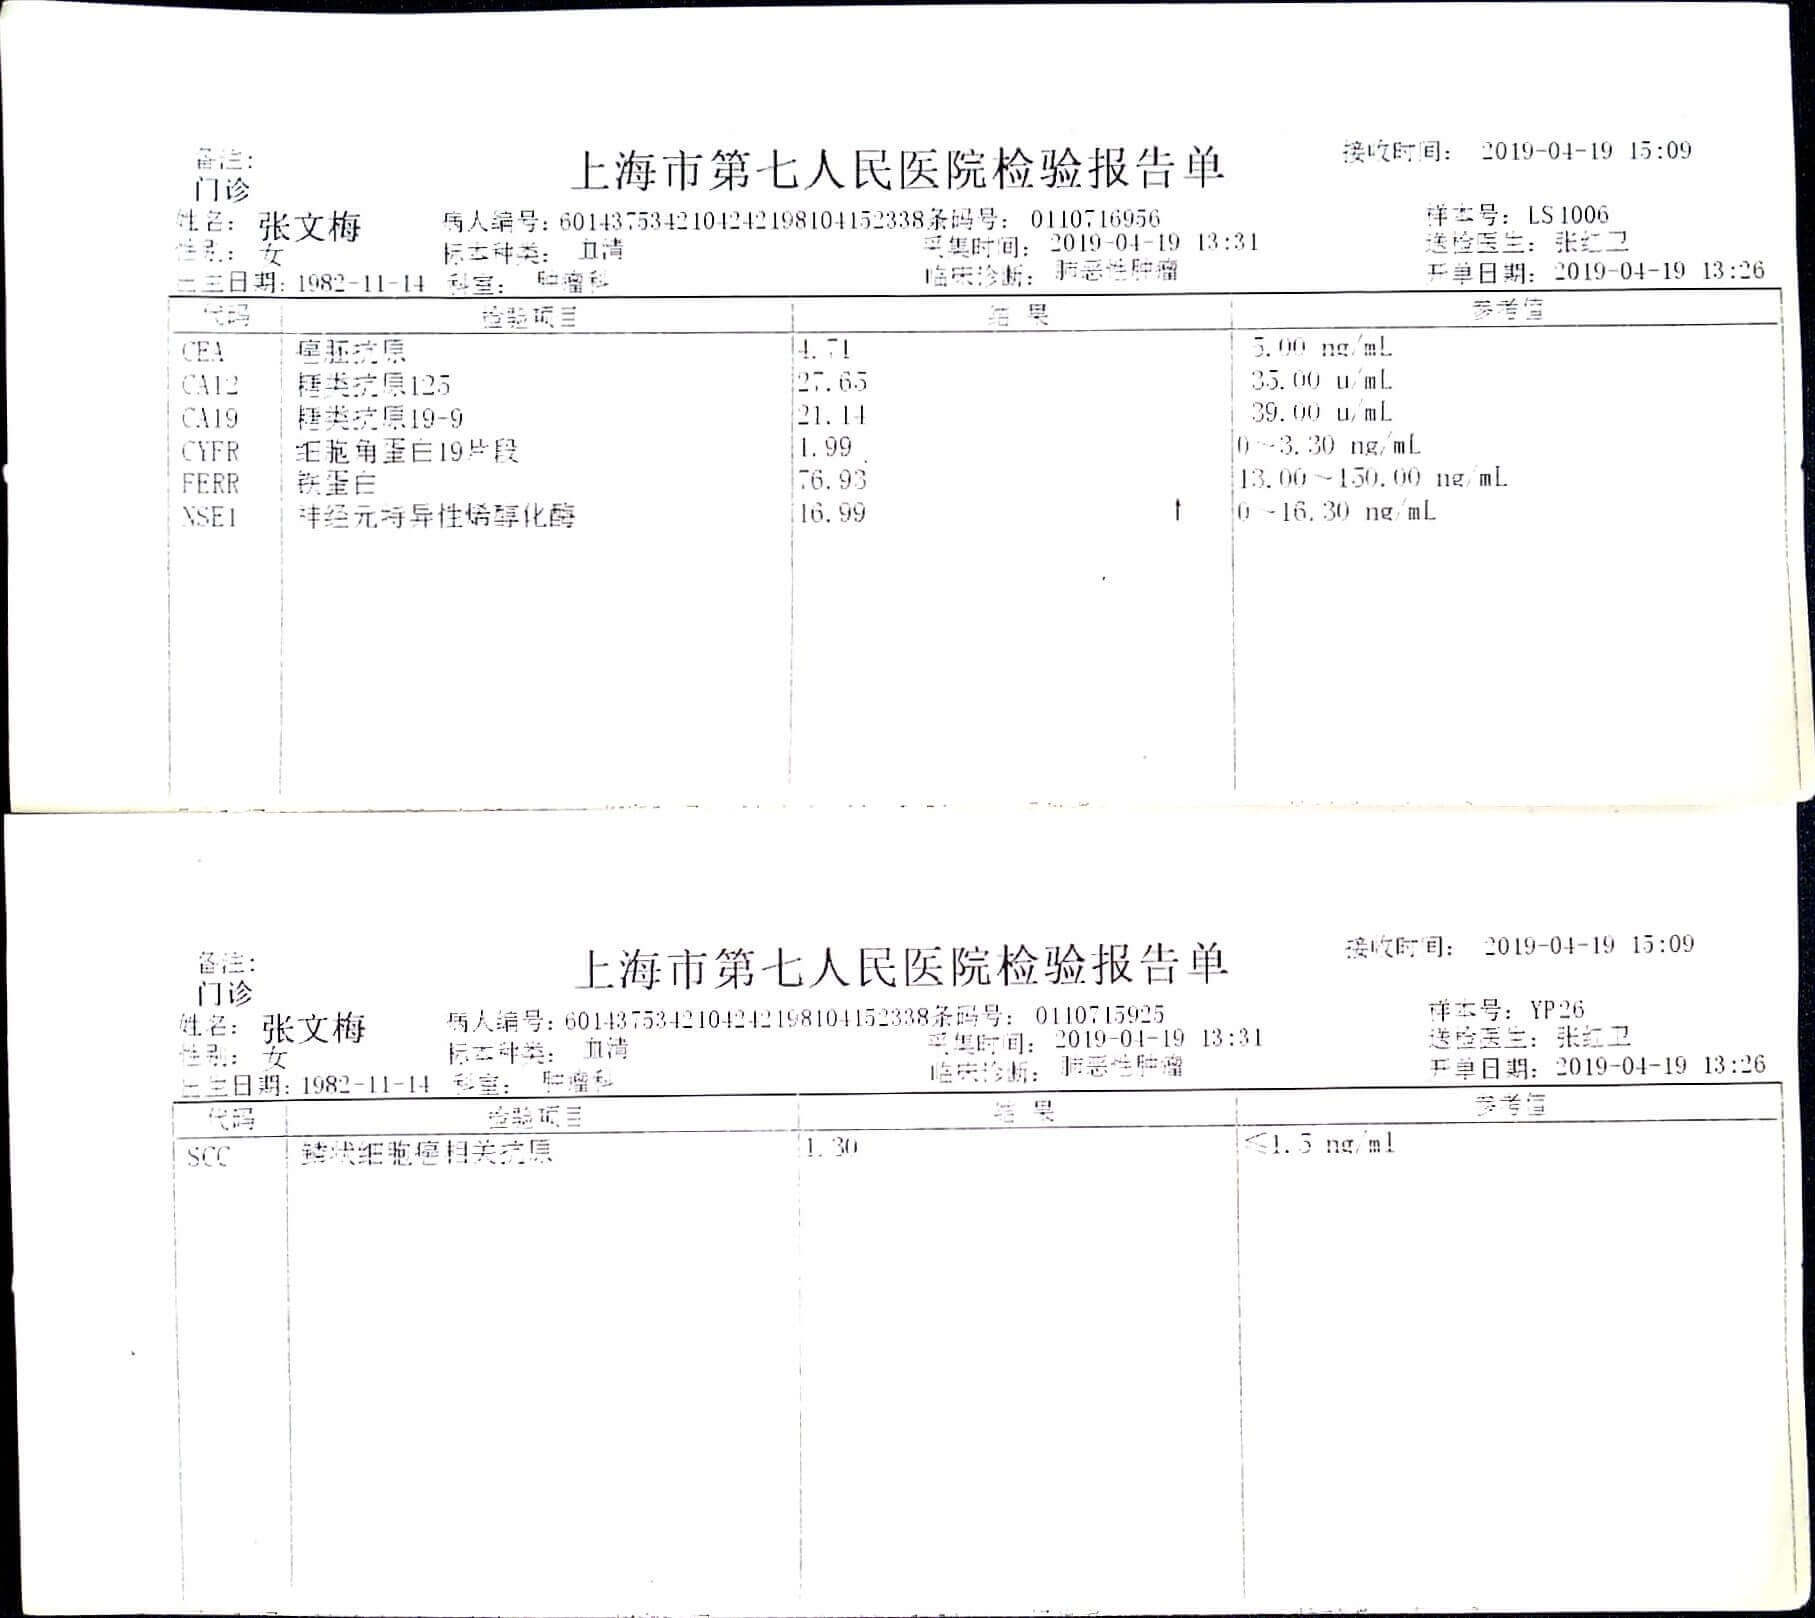 备注:
上海市第七人民医院检验报告单
接收时间: 2019-04-19 15:09
门诊
姓名: 张文梅 病人编号: 6014375342104242198104152338 条码号: 0110716956 样本号: LS1006
性别: 女 标本种类: 血清 采集时间: 2019-04-19 13:31 送检医生: 张红卫
出生日期: 1982-11-14 科室: 肿瘤科 临床诊断: 肺恶性肿瘤 开单日期: 2019-04-19 13:26
代码 检验项目 结果 参考值
CEA 癌胚抗原 4.71 5.00 ng/mL
CA12 糖类抗原125 27.65 35.00 u/mL
CA19 糖类抗原19-9 21.14 39.00 u/mL
CYFR 细胞角蛋白19片段 1.99 0~3.30 ng/mL
FERR 铁蛋白 76.93 13.00~150.00 ng/mL
NSE1 神经元特异性烯醇化酶 16.99 ↑ 0~16.30 ng/mL
备注:
上海市第七人民医院检验报告单
接收时间: 2019-04-19 15:09
门诊
姓名: 张文梅 病人编号: 6014375342104242198104152338 条码号: 0110715925 样本号: YP26
性别: 女 标本种类: 血清 采集时间: 2019-04-19 13:31 送检医生: 张红卫
出生日期: 1982-11-14 科室: 肿瘤科 临床诊断: 肺恶性肿瘤 开单日期: 2019-04-19 13:26
代码 检验项目 结果 参考值
SCC 鳞状细胞癌相关抗原 1.30 ≤1.5 ng/ml